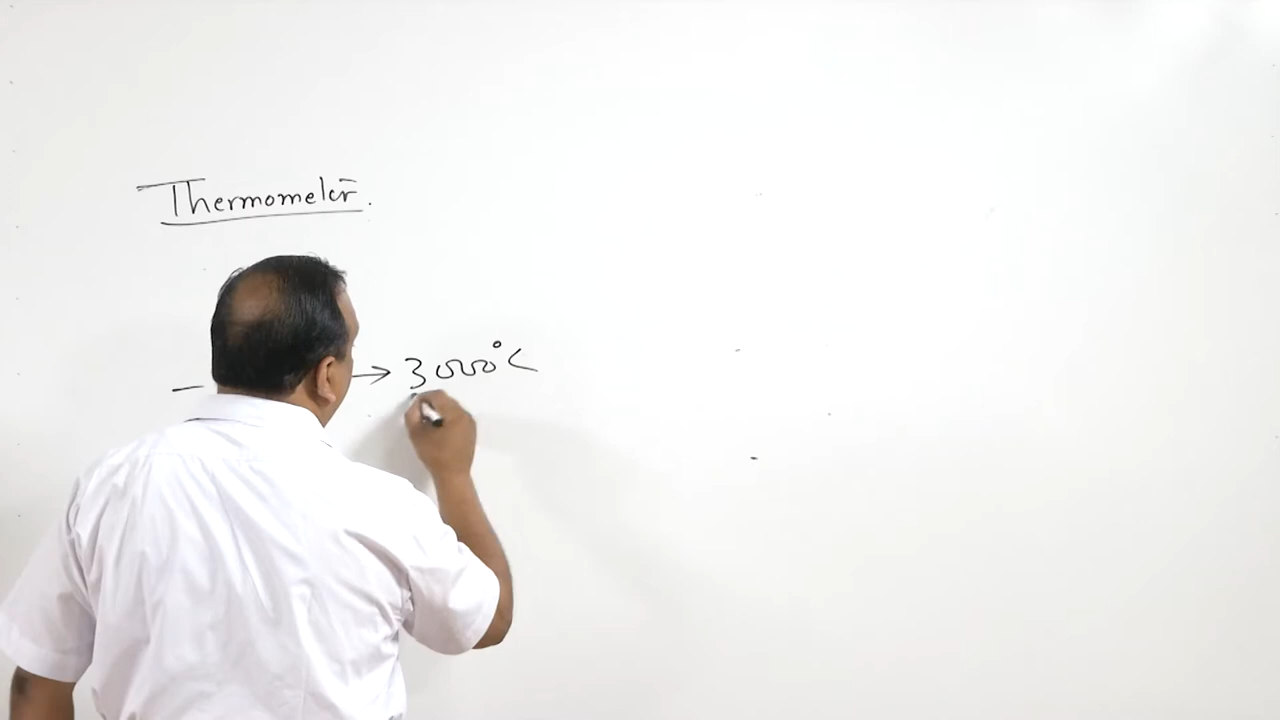 Thermometer.
– → 3000°C